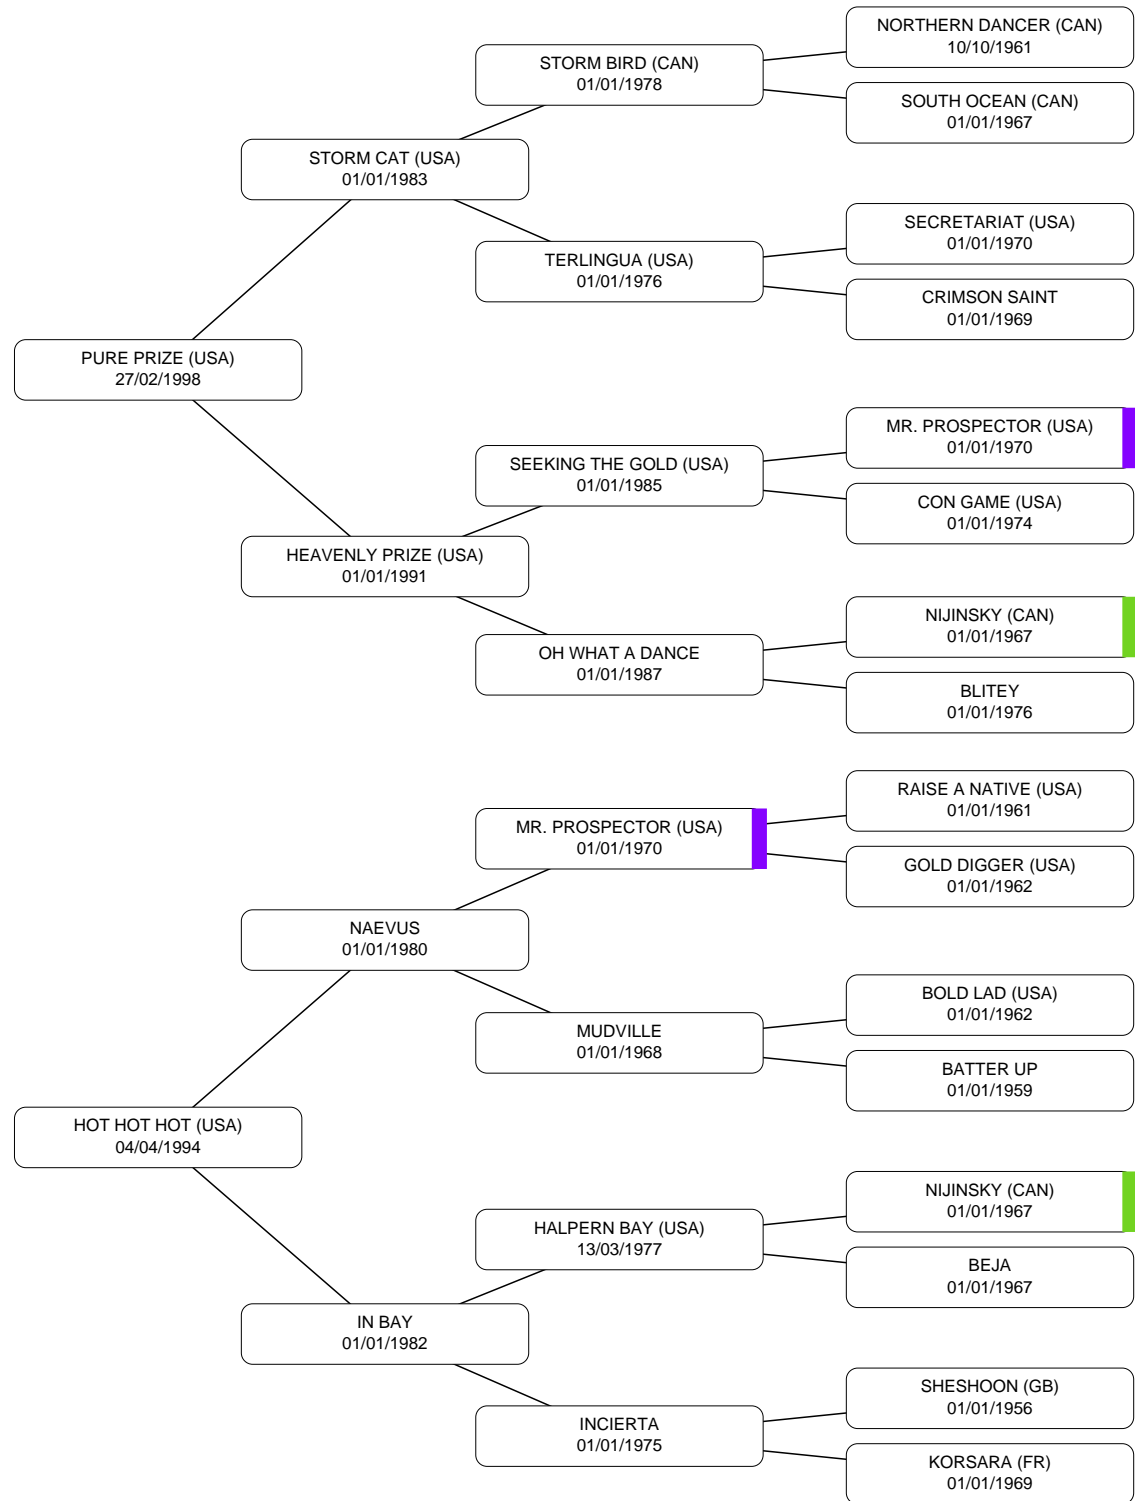 NORTHERN DANCER (CAN)
10/10/1961
STORM BIRD (CAN)
01/01/1978
SOUTH OCEAN (CAN)
01/01/1967
STORM CAT (USA)
01/01/1983
SECRETARIAT (USA)
01/01/1970
TERLINGUA (USA)
01/01/1976
CRIMSON SAINT
01/01/1969
PURE PRIZE (USA)
27/02/1998
MR. PROSPECTOR (USA)
01/01/1970
SEEKING THE GOLD (USA)
01/01/1985
CON GAME (USA)
01/01/1974
HEAVENLY PRIZE (USA)
01/01/1991
NIJINSKY (CAN)
01/01/1967
OH WHAT A DANCE
01/01/1987
BLITEY
01/01/1976
RAISE A NATIVE (USA)
01/01/1961
MR. PROSPECTOR (USA)
01/01/1970
GOLD DIGGER (USA)
01/01/1962
NAEVUS
01/01/1980
BOLD LAD (USA)
01/01/1962
MUDVILLE
01/01/1968
BATTER UP
01/01/1959
HOT HOT HOT (USA)
04/04/1994
NIJINSKY (CAN)
01/01/1967
HALPERN BAY (USA)
13/03/1977
BEJA
01/01/1967
IN BAY
01/01/1982
SHESHOON (GB)
01/01/1956
INCIERTA
01/01/1975
KORSARA (FR)
01/01/1969